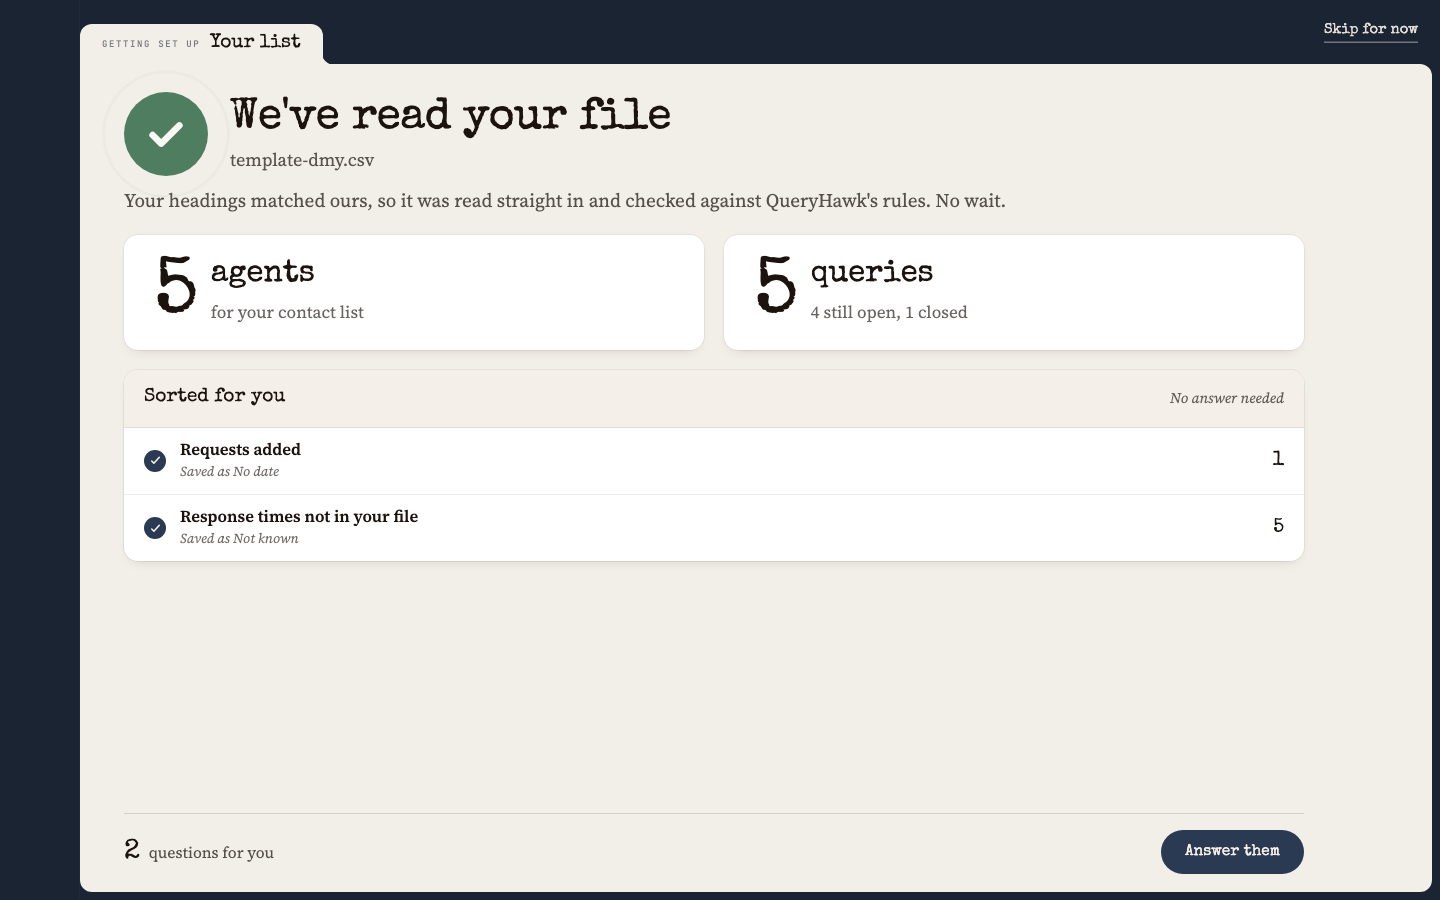 GETTING SET UP Your list
Skip for now
We've read your file
template-dmy.csv
Your headings matched ours, so it was read straight in and checked against QueryHawk's rules. No wait.
5 agents
for your contact list
5 queries
4 still open, 1 closed
Sorted for you
No answer needed
Requests added
Saved as No date
1
Response times not in your file
Saved as Not known
5
2 questions for you
Answer them